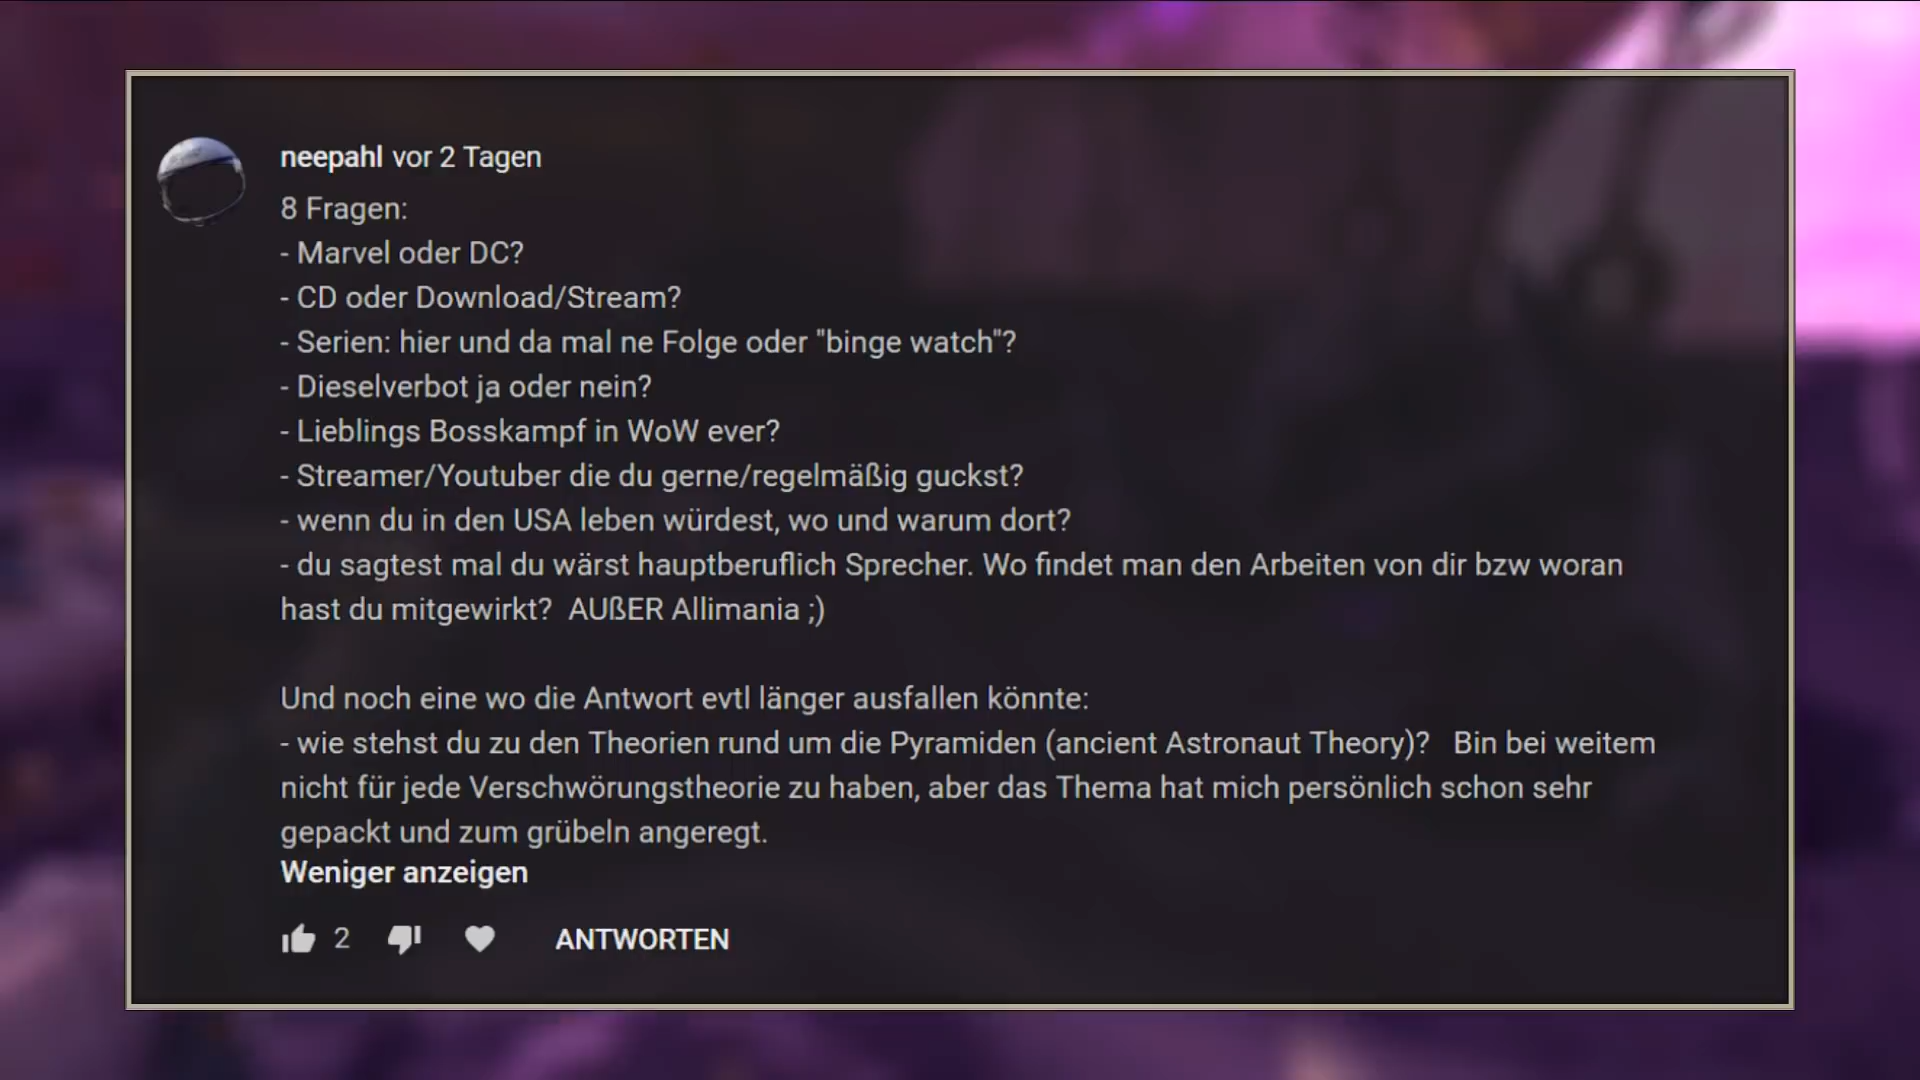 neepahl vor 2 Tagen
8 Fragen:
- Marvel oder DC?
- CD oder Download/Stream?
- Serien: hier und da mal ne Folge oder "binge watch"?
- Dieselverbot ja oder nein?
- Lieblings Bosskampf in WoW ever?
- Streamer/Youtuber die du gerne/regelmäßig guckst?
- wenn du in den USA leben würdest, wo und warum dort?
- du sagtest mal du wärst hauptberuflich Sprecher. Wo findet man den Arbeiten von dir bzw woran
hast du mitgewirkt?  AUßER Allimania ;)
Und noch eine wo die Antwort evtl länger ausfallen könnte:
- wie stehst du zu den Theorien rund um die Pyramiden (ancient Astronaut Theory)?   Bin bei weitem
nicht für jede Verschwörungstheorie zu haben, aber das Thema hat mich persönlich schon sehr
gepackt und zum grübeln angeregt.
Weniger anzeigen
2 ANTWORTEN